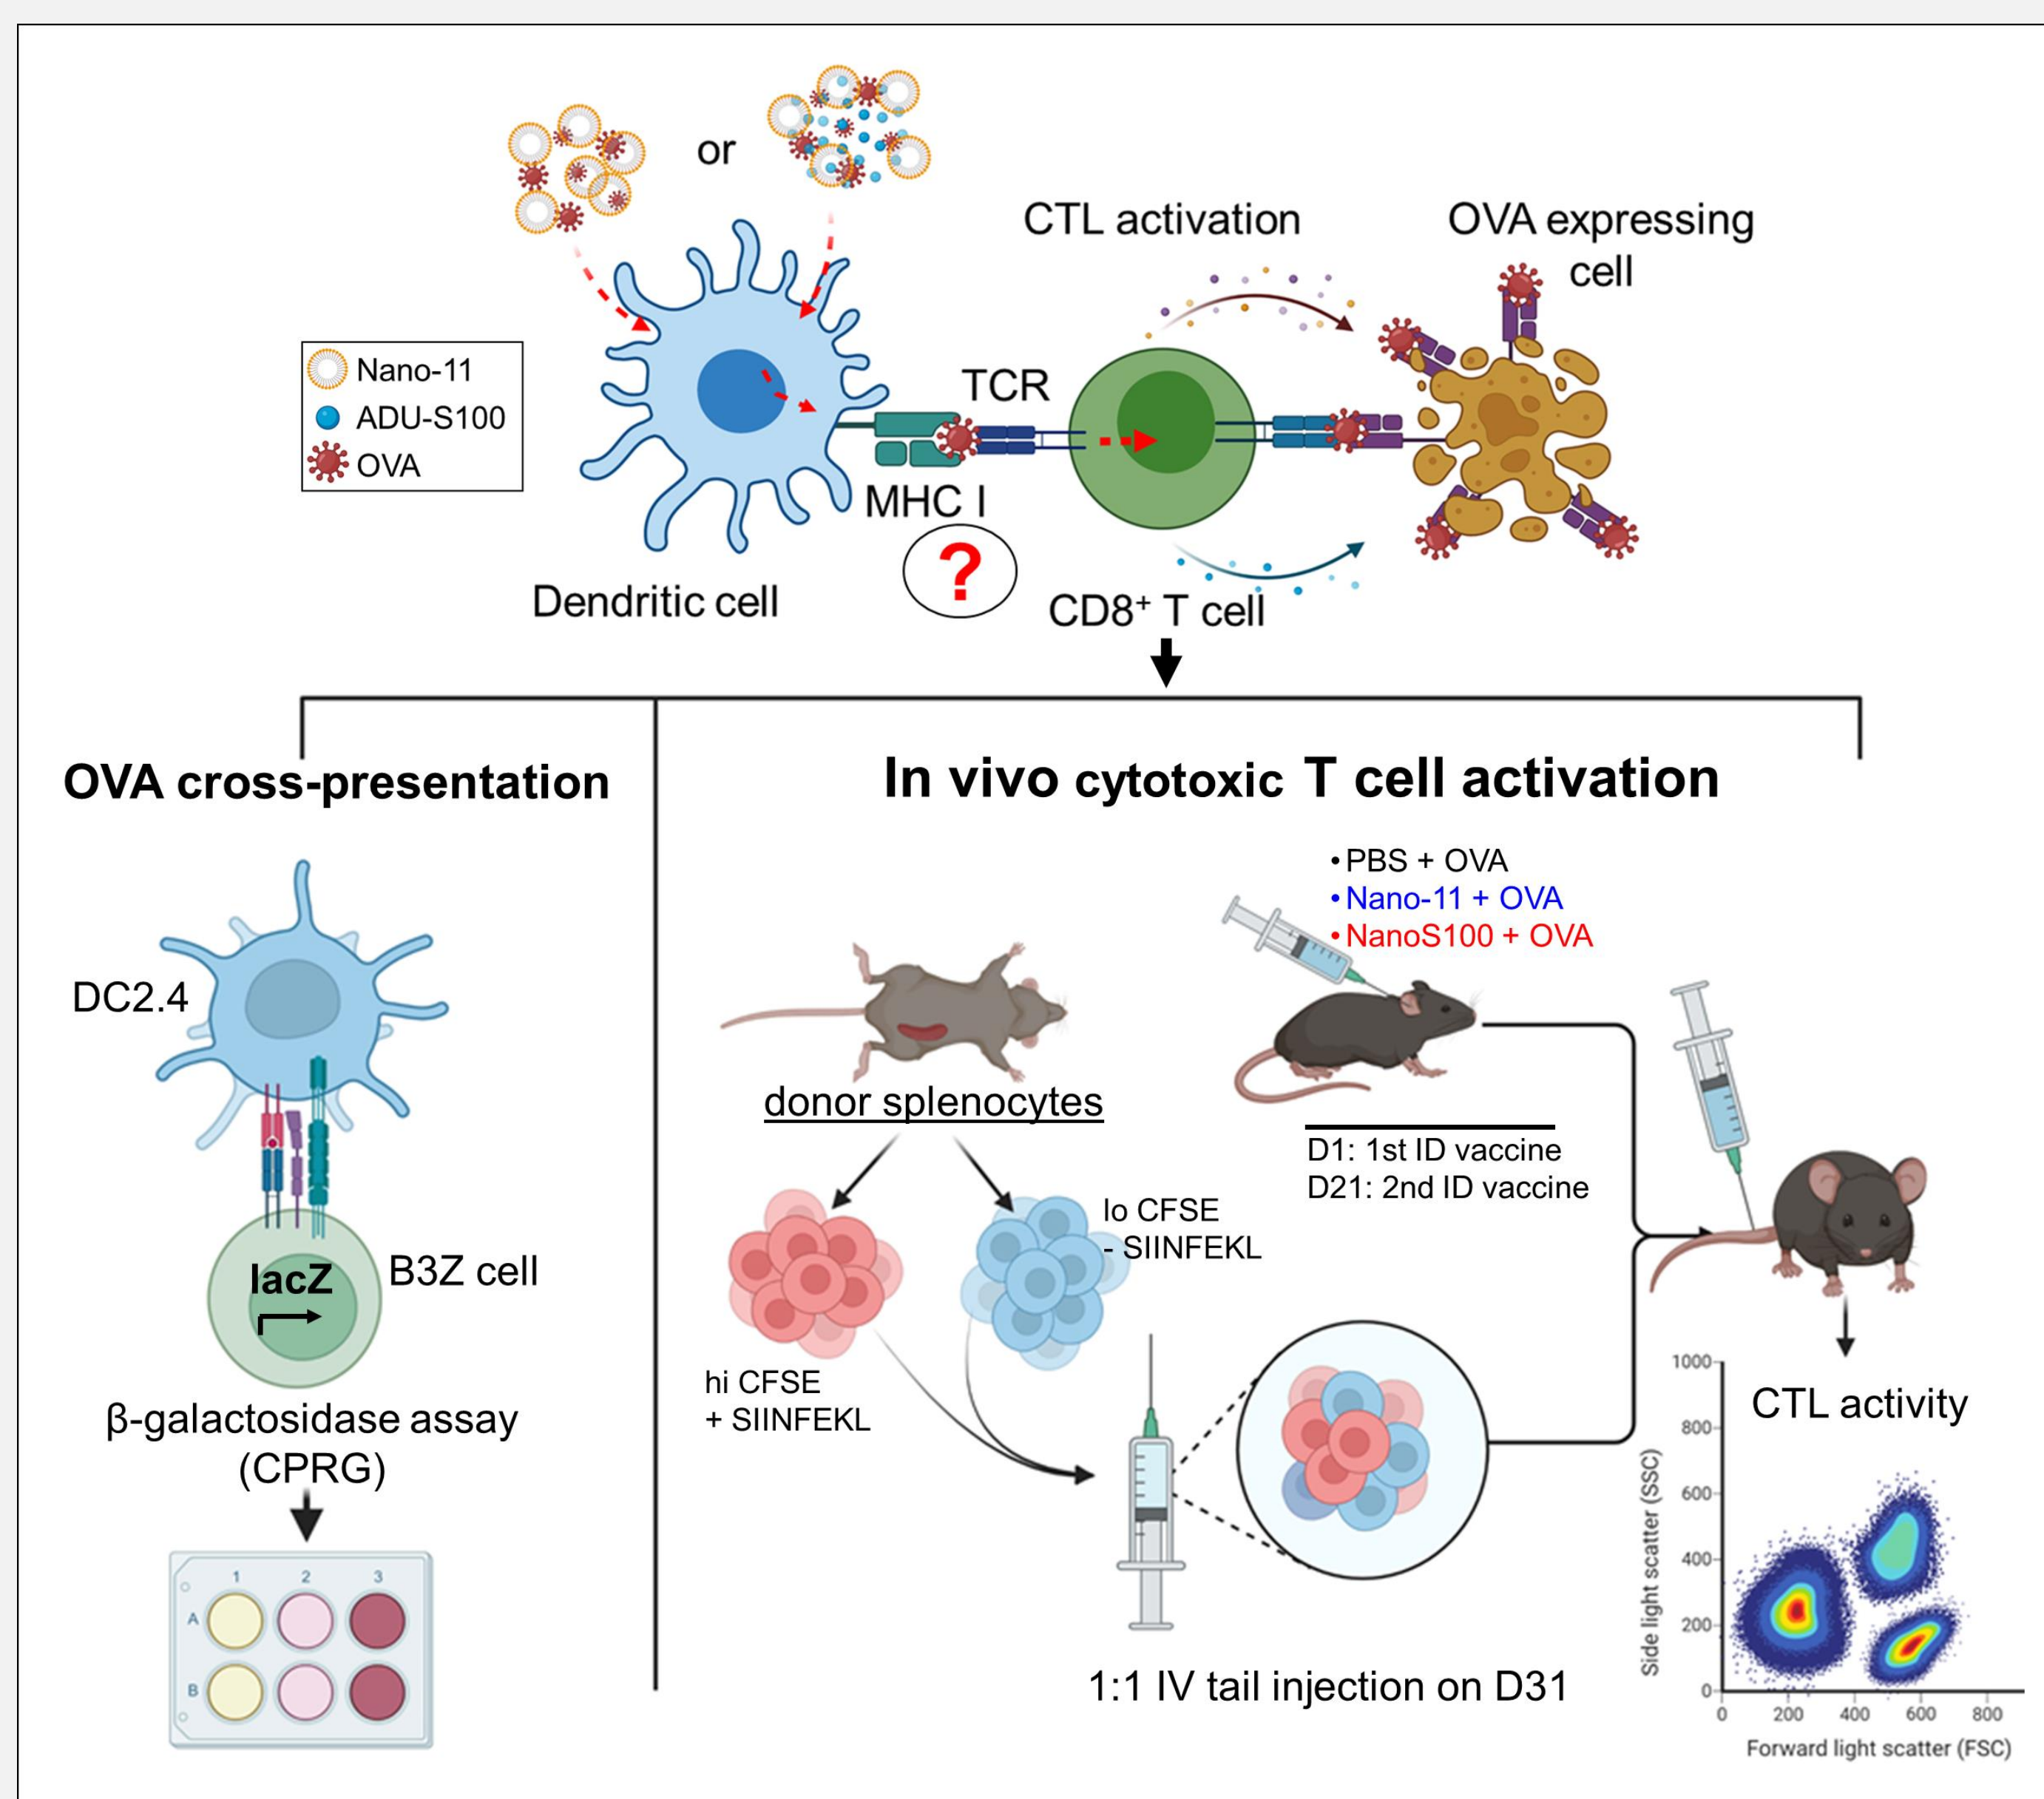 or
CTL activation
OVA expressing
cell
Nano-11
ADU-S100
OVA
TCR
MHC I
?
Dendritic cell
CD8⁺ T cell
OVA cross-presentation
DC2.4
lacZ
B3Z cell
β-galactosidase assay
(CPRG)
1 2 3
A
B
In vivo cytotoxic T cell activation
• PBS + OVA
• Nano-11 + OVA
• NanoS100 + OVA
donor splenocytes
D1: 1st ID vaccine
D21: 2nd ID vaccine
lo CFSE
- SIINFEKL
hi CFSE
+ SIINFEKL
1:1 IV tail injection on D31
CTL activity
Side light scatter (SSC)
1000
800
600
400
200
0
0 200 400 600 800
Forward light scatter (FSC)